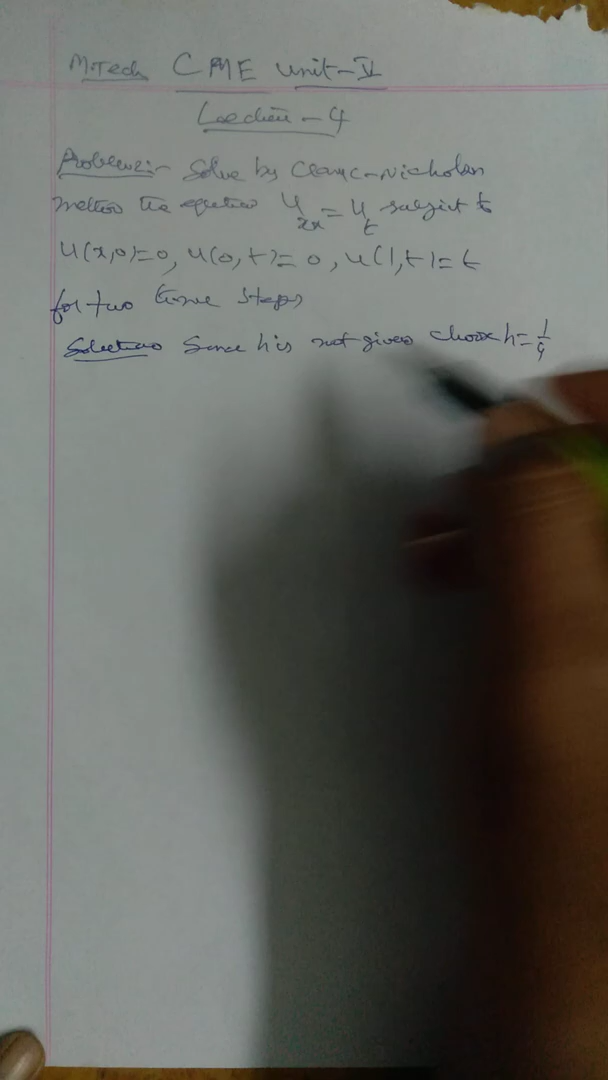 M.Tech CME Unit-V
Lecture-4
Problem:- Solve by Crank-Nicholson
method the equation u_xx = u_t subject to
u(x,0)=0, u(0,t)=0, u(1,t)=t
for two time steps
Solution Since h is not given choose h=1/4